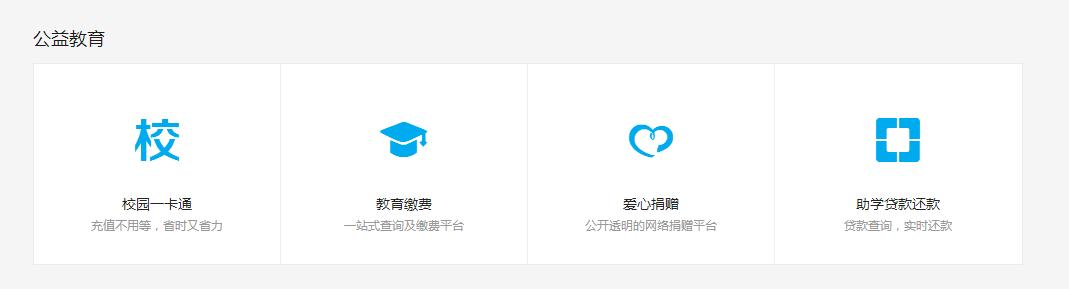 公益教育
校
校园一卡通
充值不用等，省时又省力
教育缴费
一站式查询及缴费平台
爱心捐赠
公开透明的网络捐赠平台
助学贷款还款
贷款查询，实时还款